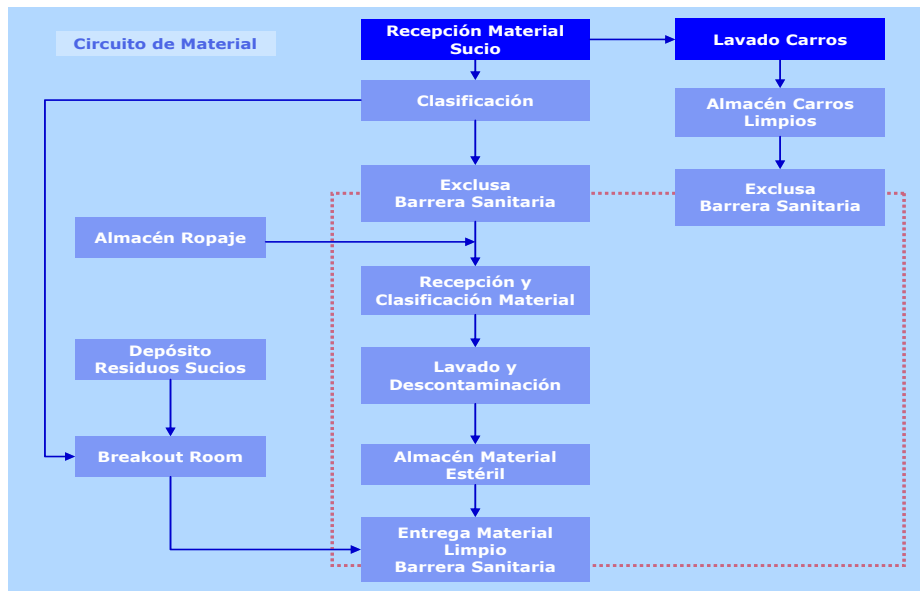 Circuito de Material
Recepción Material
Sucio
Lavado Carros
Clasificación
Almacén Carros
Limpios
Exclusa
Barrera Sanitaria
Exclusa
Barrera Sanitaria
Almacén Ropaje
Recepción y
Clasificación Material
Depósito
Residuos Sucios
Lavado y
Descontaminación
Breakout Room
Almacén Material
Estéril
Entrega Material
Limpio
Barrera Sanitaria